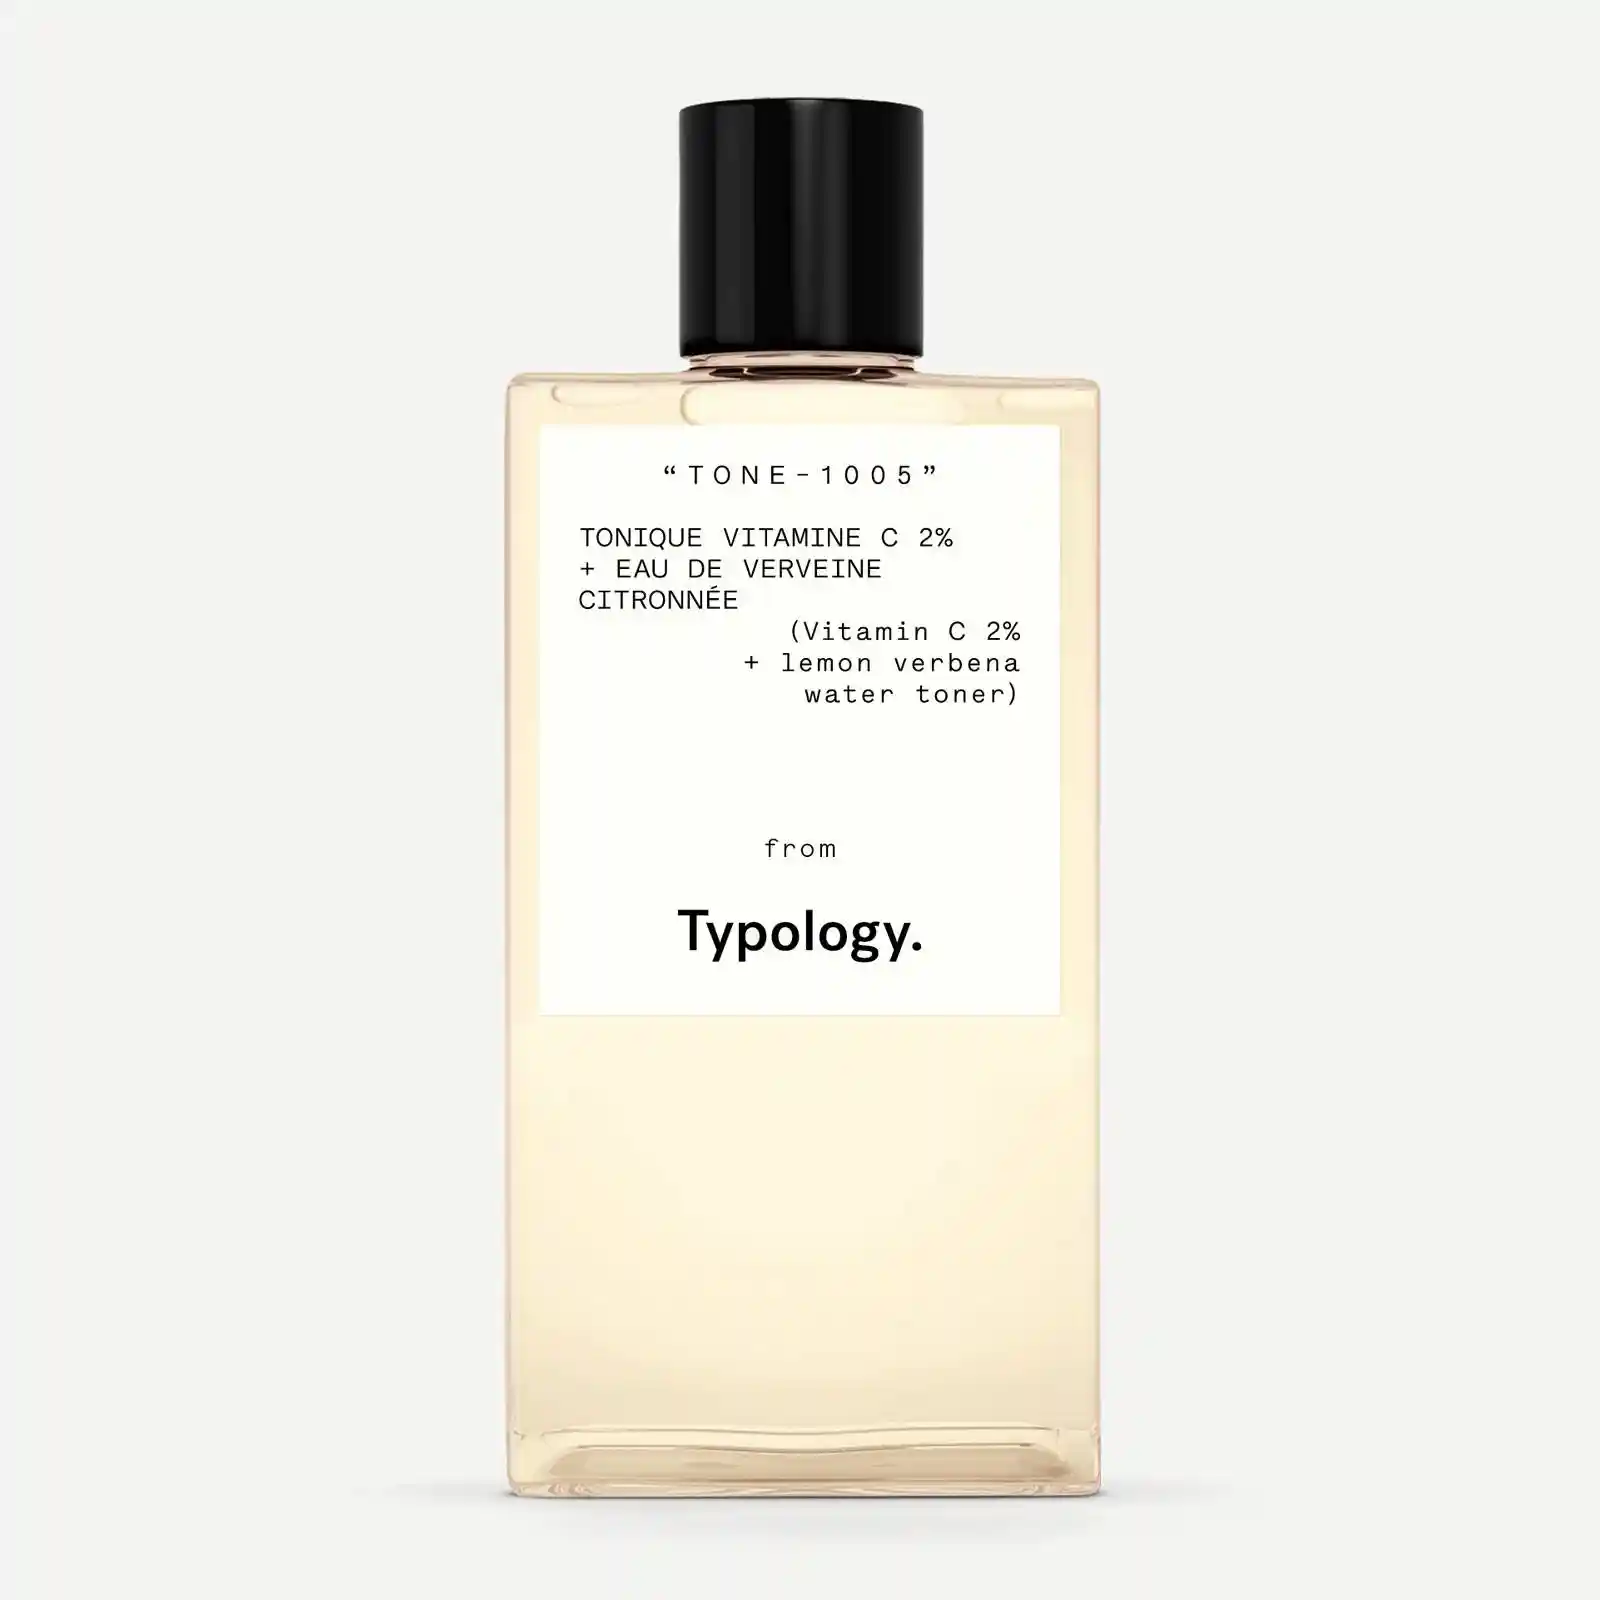 “TONE-1005”
TONIQUE VITAMINE C 2%
+ EAU DE VERVEINE
CITRONNÉE
(Vitamin C 2%
+ lemon verbena
water toner)
from
Typology.